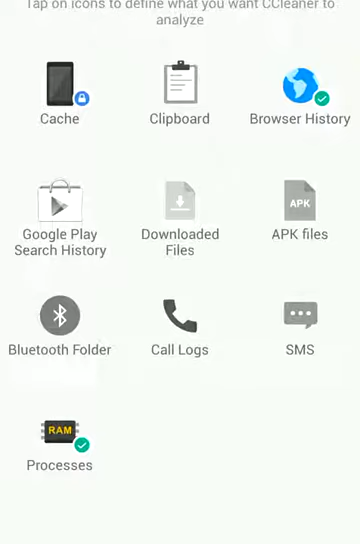 Tap on icons to define what you want CCleaner to
analyze
Cache
Clipboard
Browser History
Google Play
Search History
Downloaded
Files
APK
APK files
Bluetooth Folder
Call Logs
SMS
RAM
Processes